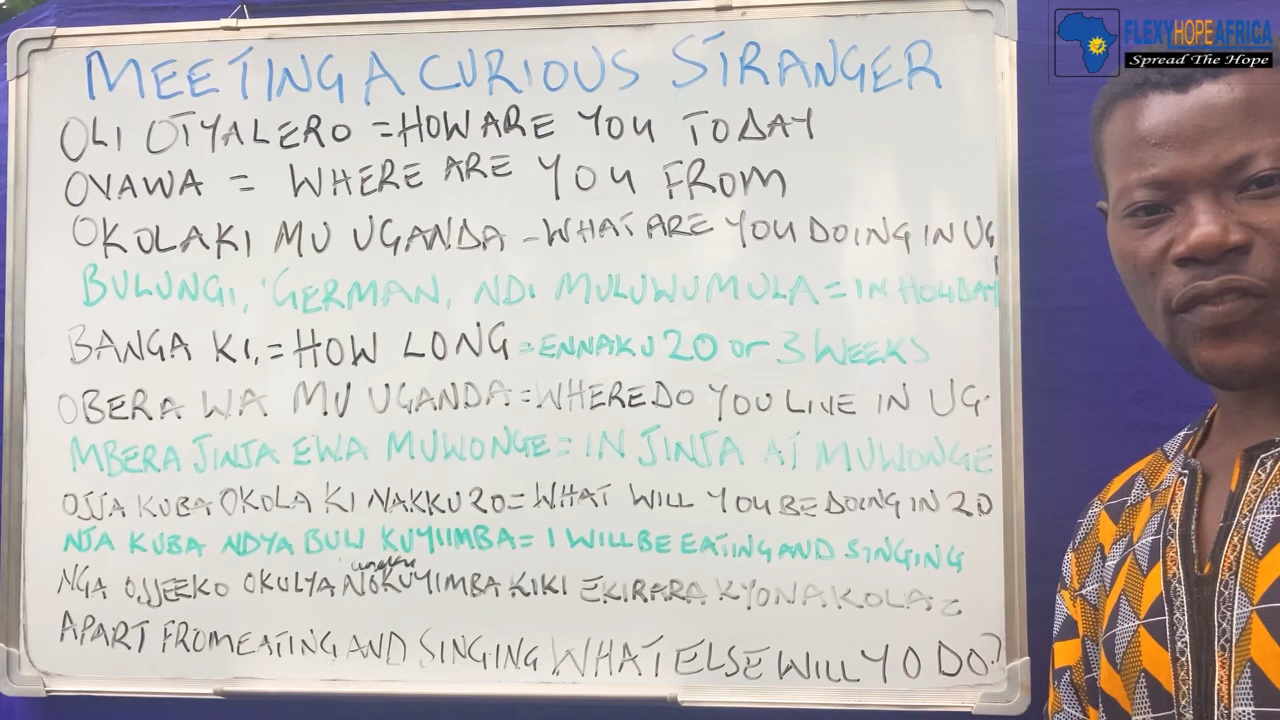 FLEXYHOPEAFRICA
Spread The Hope
MEETING A CURIOUS STRANGER
OLI OTYALERO = HOW ARE YOU TODAY
OVAWA = WHERE ARE YOU FROM
OKOLAKI MU UGANDA - WHAT ARE YOU DOING IN UG
BULUNGI, GERMAN, NDI MULUWUMULA = IN HOLIDAY
BANGA KI, = HOW LONG = ENNAKU 20 or 3 WEEKS
OBERA WA MU UGANDA = WHERE DO YOU LIVE IN UG.
MBERA JINJA EWA MUWONGE = IN JINJA AT MUWONGE
OJJA KUBA OKOLA KI NAKKU 20 = WHAT WILL YOU BE DOING IN 20
NJA KUBA NDYA BULI KUYIIMBA = I WILL BE EATING AND SINGING
NGA OJJEEKO OKULYA NOKUYIMBA KIKI EKIRARA KYONAKOLA =
APART FROM EATING AND SINGING WHAT ELSE WILL YO DO?